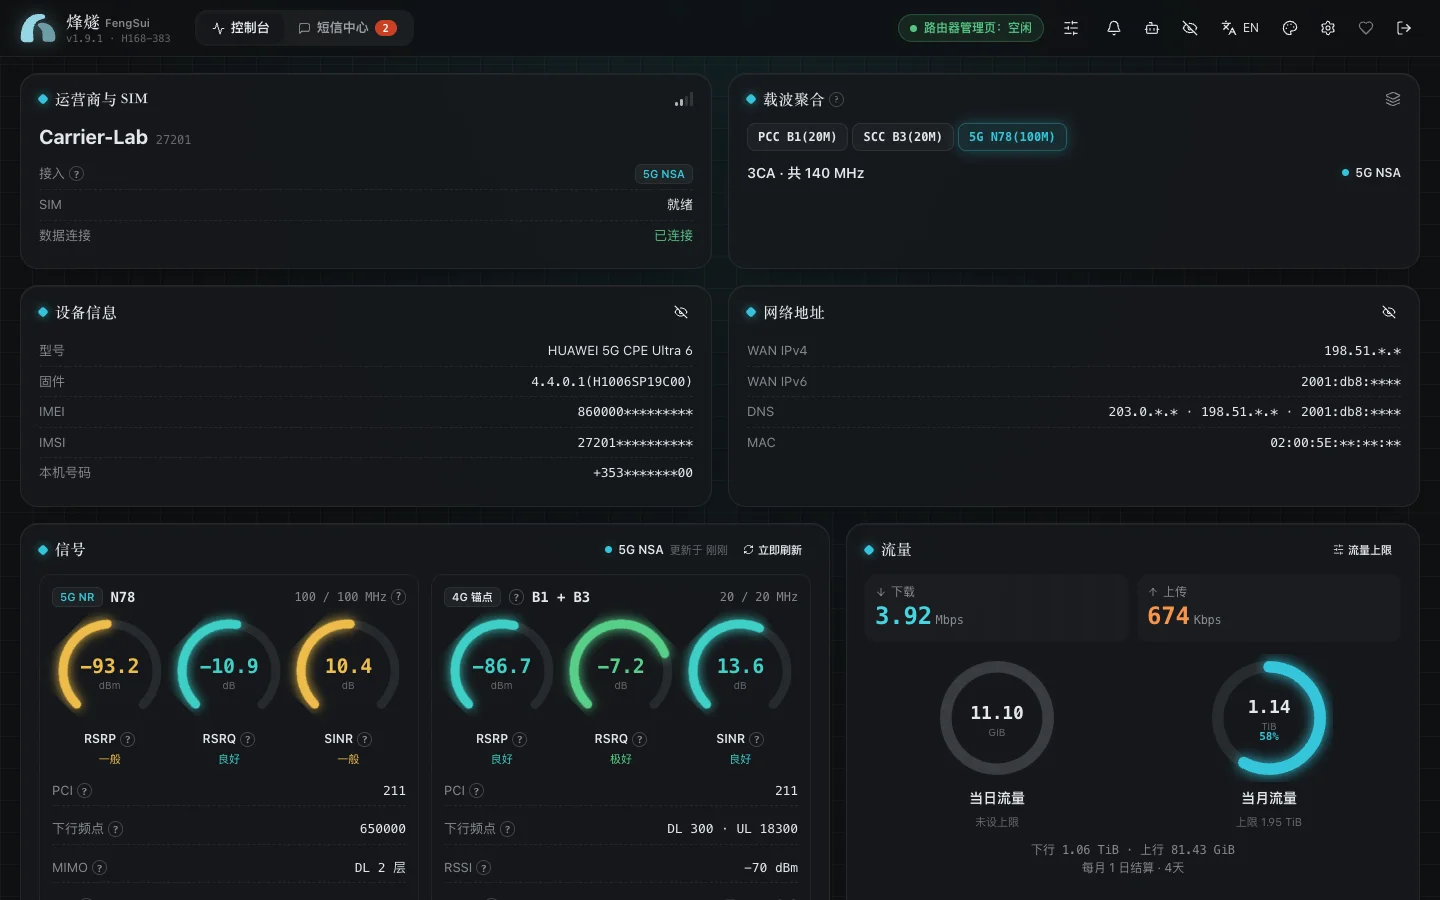 烽燧 FengSui
v1.9.1 · H168-383
控制台
短信中心 2
路由器管理页：空闲
EN
运营商与 SIM
Carrier-Lab 27201
接入 ?
5G NSA
SIM
就绪
数据连接
已连接
载波聚合 ?
PCC B1(20M)
SCC B3(20M)
5G N78(100M)
3CA · 共 140 MHz
5G NSA
设备信息
型号
HUAWEI 5G CPE Ultra 6
固件
4.4.0.1(H1006SP19C00)
IMEI
860000*********
IMSI
27201**********
本机号码
+353*******00
网络地址
WAN IPv4
198.51.*.*
WAN IPv6
2001:db8:****
DNS
203.0.*.* · 198.51.*.* · 2001:db8:****
MAC
02:00:5E:**:**:**
信号
5G NSA 更新于 刚刚
立即刷新
5G NR N78
100 / 100 MHz ?
-93.2
dBm
RSRP ?
一般
-10.9
dB
RSRQ ?
良好
10.4
dB
SINR ?
一般
PCI ?
211
下行频点 ?
650000
MIMO ?
DL 2 层
4G 锚点 ? B1 + B3
20 / 20 MHz
-86.7
dBm
RSRP ?
良好
-7.2
dB
RSRQ ?
极好
13.6
dB
SINR ?
良好
PCI ?
211
下行频点 ?
DL 300 · UL 18300
RSSI ?
-70 dBm
流量
流量上限
↓ 下载
3.92 Mbps
↑ 上传
674 Kbps
11.10
GiB
当日流量
未设上限
1.14
TiB
58%
当月流量
上限 1.95 TiB
下行 1.06 TiB · 上行 81.43 GiB
每月 1 日结算 · 4天